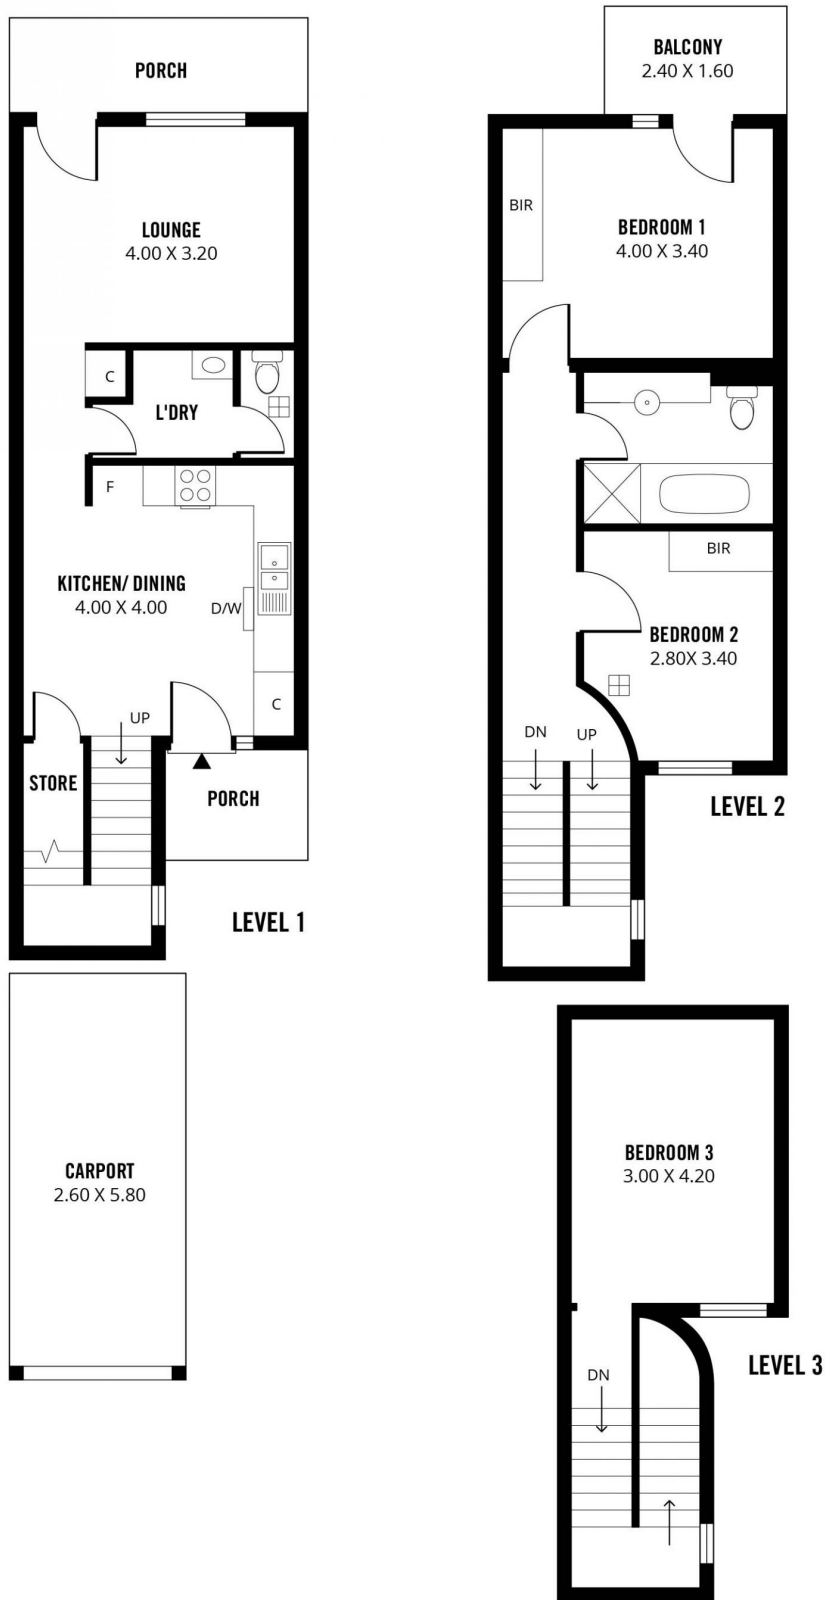 PORCH
LOUNGE
4.00 X 3.20
C
L'DRY
F
KITCHEN/ DINING
4.00 X 4.00
D/W
C
UP
STORE
PORCH
LEVEL 1
CARPORT
2.60 X 5.80
BALCONY
2.40 X 1.60
BIR
BEDROOM 1
4.00 X 3.40
BIR
BEDROOM 2
2.80X 3.40
DN
UP
LEVEL 2
BEDROOM 3
3.00 X 4.20
DN
LEVEL 3